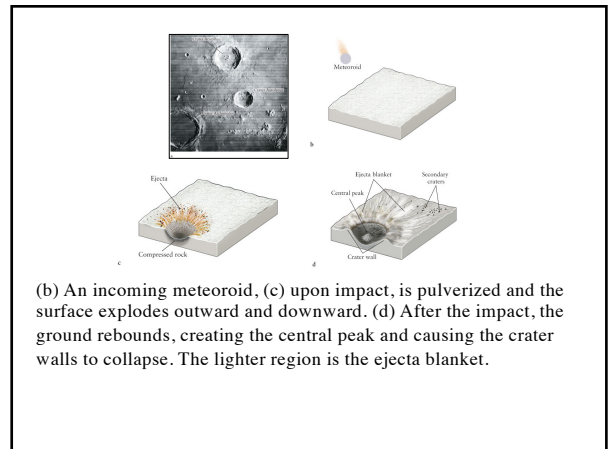 Meteoroid
b
Ejecta
Compressed rock
c
Ejecta blanket
Secondary
craters
Central peak
Crater wall
d
(b) An incoming meteoroid, (c) upon impact, is pulverized and the
surface explodes outward and downward. (d) After the impact, the
ground rebounds, creating the central peak and causing the crater
walls to collapse. The lighter region is the ejecta blanket.